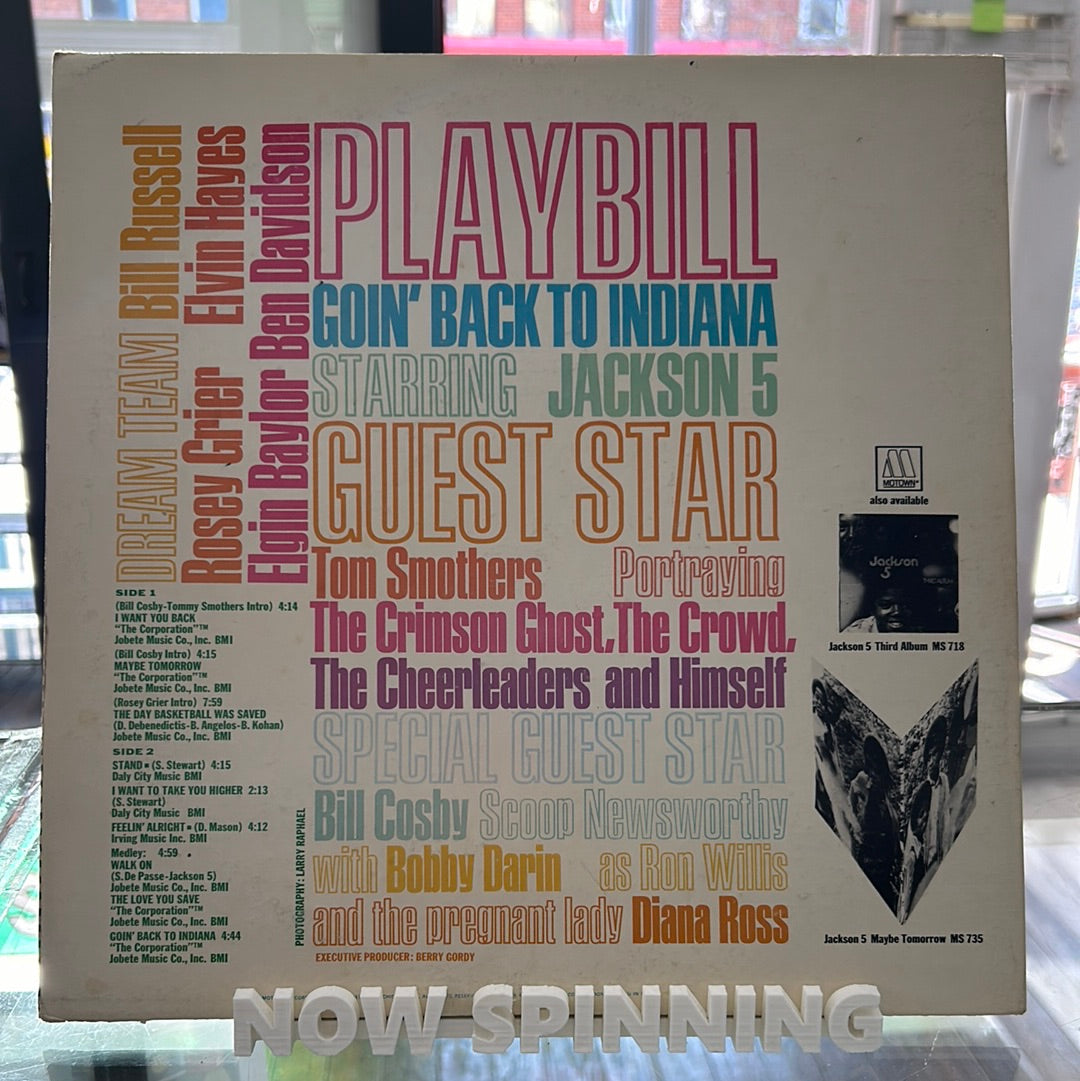 DREAM TEAM Bill Russell
Rosey Grier Elvin Hayes
Elgin Baylor Ben Davidson
PLAYBILL
GOIN' BACK TO INDIANA
STARRING JACKSON 5
GUEST STAR
Tom Smothers Portraying
The Crimson Ghost, The Crowd,
The Cheerleaders and Himself
SPECIAL GUEST STAR
Bill Cosby Scoop Newsworthy
with Bobby Darin as Ron Willis
and the pregnant lady Diana Ross
EXECUTIVE PRODUCER: BERRY GORDY
PHOTOGRAPHY: LARRY RAPHAEL
SIDE 1
(Bill Cosby-Tommy Smothers Intro) 4:14
I WANT YOU BACK
"The Corporation"™
Jobete Music Co., Inc. BMI
(Bill Cosby Intro) 4:15
MAYBE TOMORROW
"The Corporation"™
Jobete Music Co., Inc. BMI
(Rosey Grier Intro) 7:59
THE DAY BASKETBALL WAS SAVED
(D. Debenedictis-B. Angelos-B. Kohan)
Jobete Music Co., Inc. BMI
SIDE 2
STAND ▪ (S. Stewart) 4:15
Daly City Music BMI
I WANT TO TAKE YOU HIGHER 2:13
(S. Stewart)
Daly City Music BMI
FEELIN' ALRIGHT ▪ (D. Mason) 4:12
Irving Music Inc. BMI
Medley: 4:59
WALK ON
(S. De Passe-Jackson 5)
Jobete Music Co., Inc. BMI
THE LOVE YOU SAVE
"The Corporation"™
Jobete Music Co., Inc. BMI
GOIN' BACK TO INDIANA 4:44
"The Corporation"™
Jobete Music Co., Inc. BMI
MOTOWN
also available
Jackson
5
Jackson 5 Third Album MS 718
Jackson 5 Maybe Tomorrow MS 735
NOW SPINNING